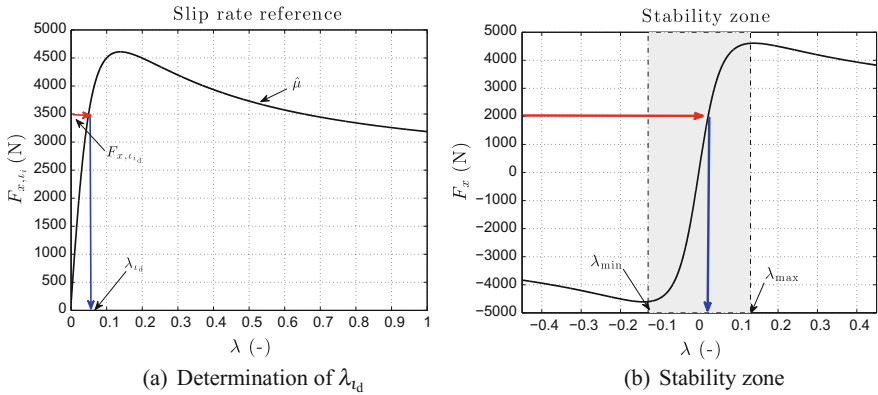 Slip rate reference
5000
4500
4000
3500
3000
2500
2000
1500
1000
500
0
F_{x,ι_i} (N)
μ̂
F_{x,ι_{i_d}}
λ_{ι_d}
0 0.1 0.2 0.3 0.4 0.5 0.6 0.7 0.8 0.9 1
λ (-)
(a) Determination of λ_{ι_d}
Stability zone
5000
4000
3000
2000
1000
0
−1000
−2000
−3000
−4000
−5000
F_x (N)
λ_min
λ_max
−0.4 −0.3 −0.2 −0.1 0 0.1 0.2 0.3 0.4
λ (-)
(b) Stability zone